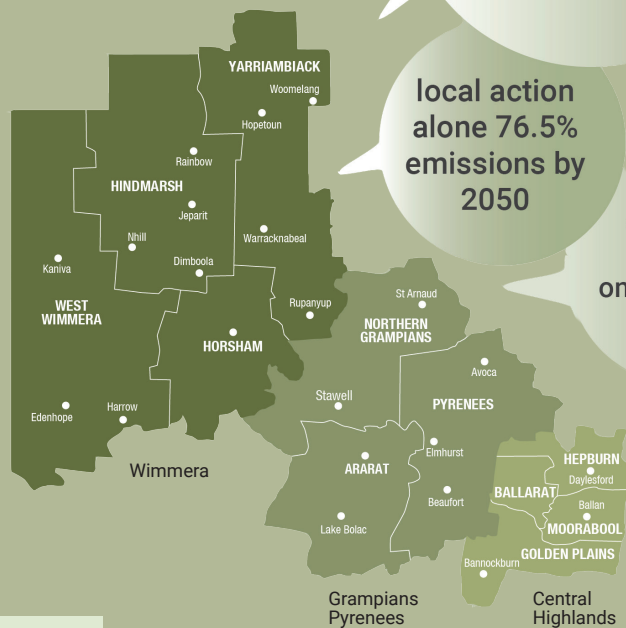 local action
alone 76.5%
emissions by
2050
on
YARRIAMBIACK
Woomelang
Hopetoun
Rainbow
HINDMARSH
Jeparit
Nhill
Warracknabeal
Dimboola
Kaniva
WEST
WIMMERA
Rupanyup
HORSHAM
Edenhope
Harrow
Wimmera
St Arnaud
NORTHERN
GRAMPIANS
Avoca
Stawell
PYRENEES
Elmhurst
ARARAT
Beaufort
Lake Bolac
Grampians
Pyrenees
HEPBURN
Daylesford
BALLARAT
Ballan
MOORABOOL
GOLDEN PLAINS
Bannockburn
Central
Highlands